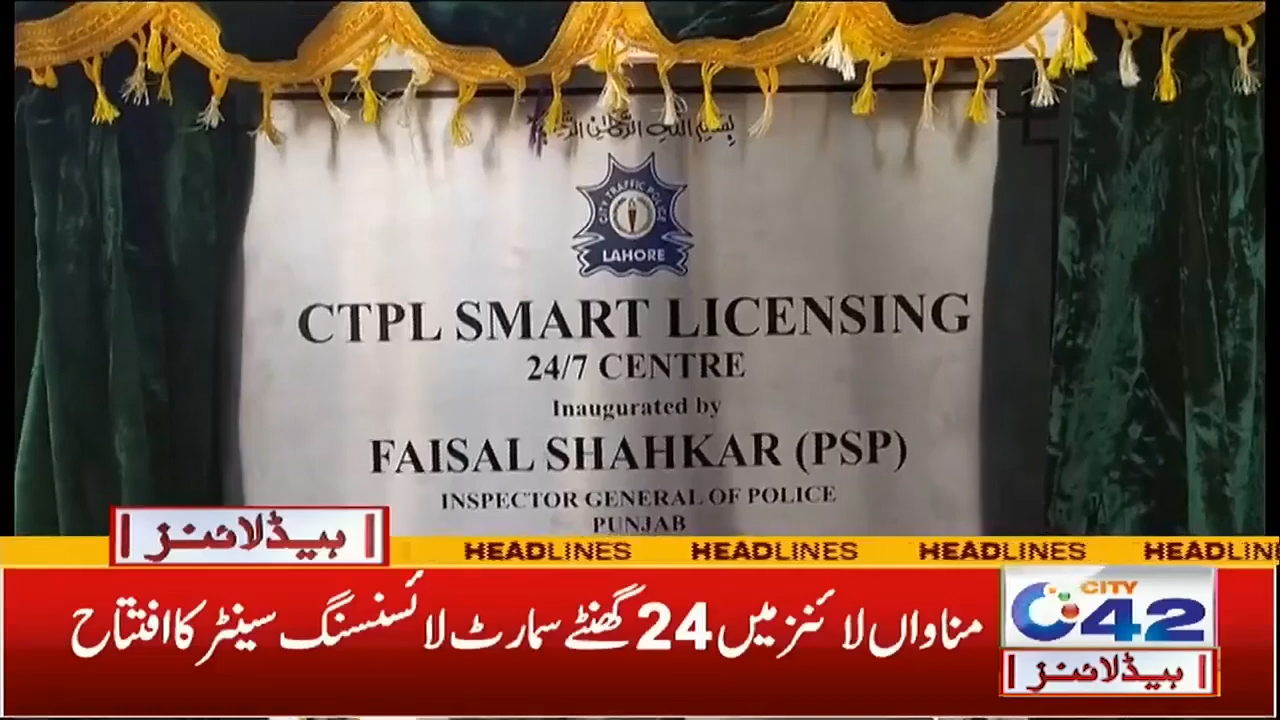 بسم اللہ الرحمٰن الرحیم
CITY TRAFFIC POLICE
LAHORE
CTPL SMART LICENSING
24/7 CENTRE
Inaugurated by
FAISAL SHAHKAR (PSP)
INSPECTOR GENERAL OF POLICE
PUNJAB
ہیڈلائنز
HEADLINES HEADLINES HEADLINES HEADLINES
مناواں لائنز میں 24 گھنٹے سمارٹ لائسنسنگ سینٹر کا افتتاح
CITY
42
ہیڈلائنز